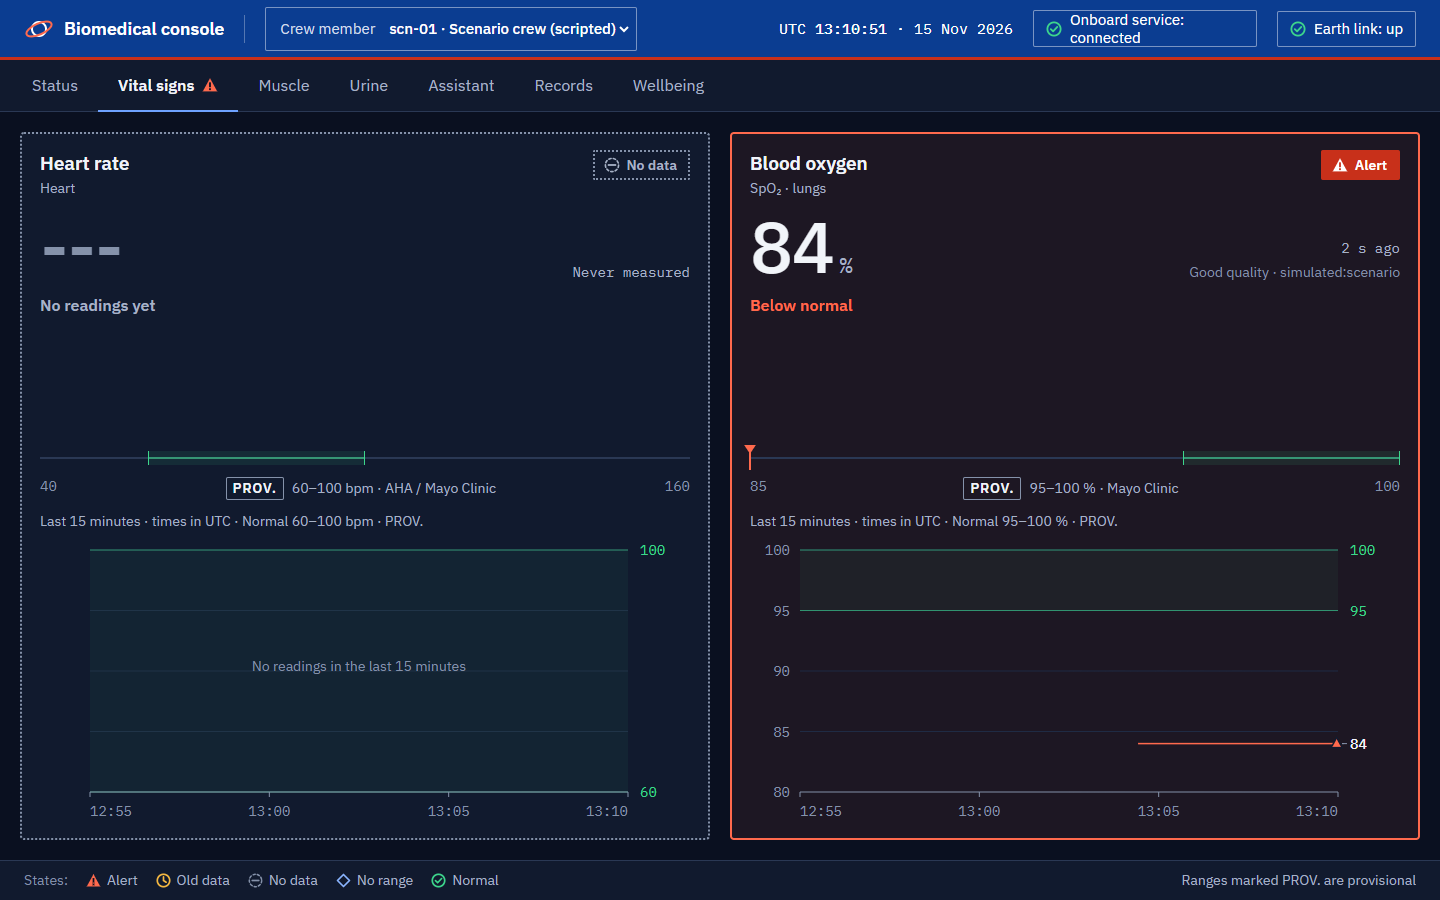 Biomedical console
Crew member scn-01 · Scenario crew (scripted)
UTC 13:10:51 · 15 Nov 2026
Onboard service: connected
Earth link: up
Status
Vital signs
Muscle
Urine
Assistant
Records
Wellbeing
Heart rate
No data
Heart
Never measured
No readings yet
40
PROV. 60–100 bpm · AHA / Mayo Clinic
160
Last 15 minutes · times in UTC · Normal 60–100 bpm · PROV.
100
No readings in the last 15 minutes
60
12:55
13:00
13:05
13:10
Blood oxygen
Alert
SpO₂ · lungs
84 %
2 s ago
Good quality · simulated:scenario
Below normal
85
PROV. 95–100 % · Mayo Clinic
100
Last 15 minutes · times in UTC · Normal 95–100 % · PROV.
100
100
95
95
90
85
84
80
12:55
13:00
13:05
13:10
States:
Alert
Old data
No data
No range
Normal
Ranges marked PROV. are provisional